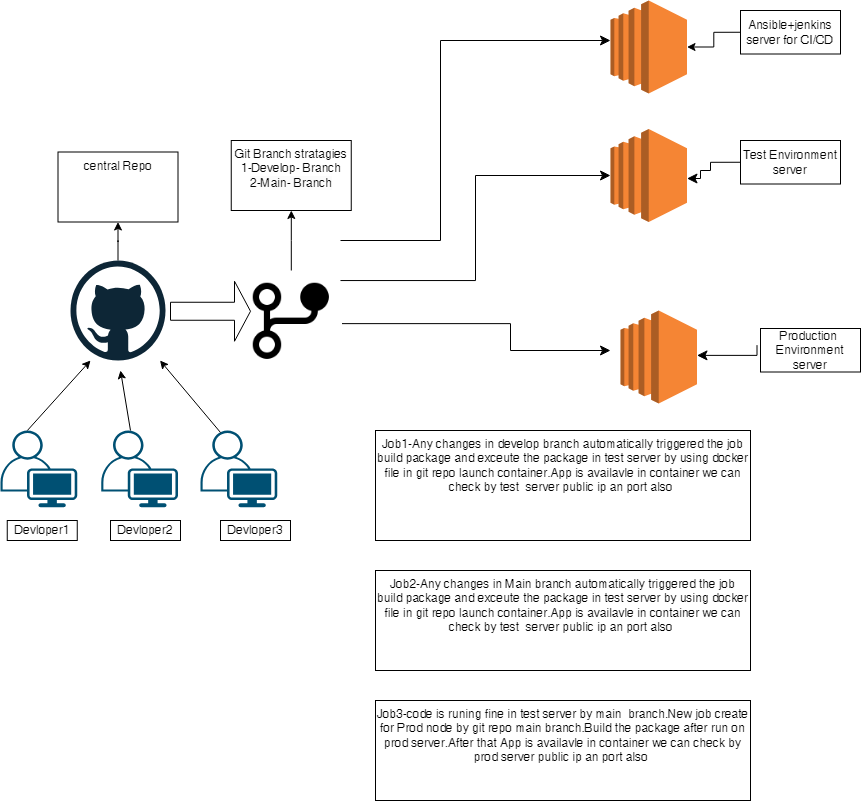 Ansible+jenkins
server for CI/CD
central Repo
Git Branch stratagies
1-Develop- Branch
2-Main- Branch
Test Environment
server
Production
Environment
server
Devloper1
Devloper2
Devloper3
Job1-Any changes in develop branch automatically triggered the job
build package and exceute the package in test server by using docker
file in git repo launch container.App is availavle in container we can
check by test  server public ip an port also
Job2-Any changes in Main branch automatically triggered the job
build package and exceute the package in test server by using docker
file in git repo launch container.App is availavle in container we can
check by test  server public ip an port also
Job3-code is runing fine in test server by main  branch.New job create
for Prod node by git repo main branch.Build the package after run on
prod server.After that App is availavle in container we can check by
prod server public ip an port also